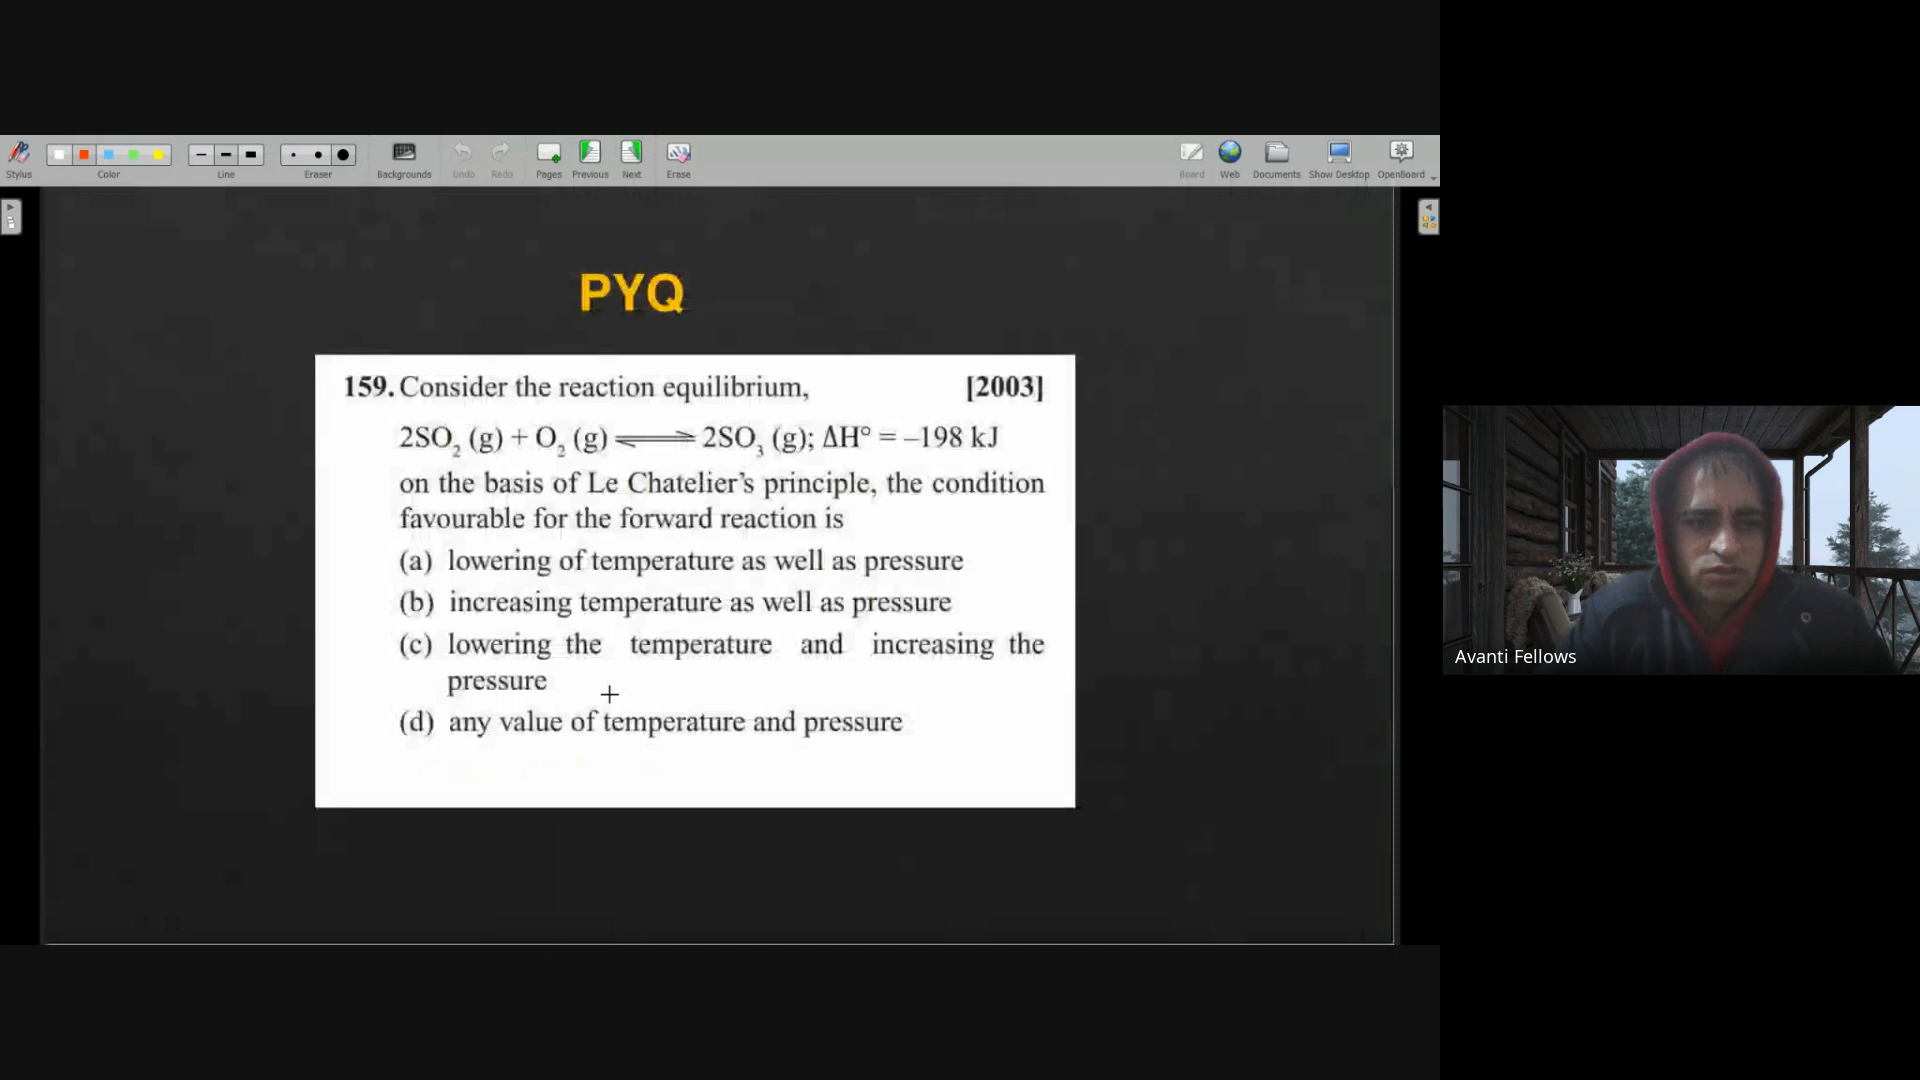 Stylus Color Line Eraser Backgrounds Undo Redo Pages Previous Next Erase Board Web Documents Show Desktop OpenBoard
PYQ
159. Consider the reaction equilibrium, [2003]
2SO₂ (g) + O₂ (g) ⇌ 2SO₃ (g); ΔH° = –198 kJ
on the basis of Le Chatelier’s principle, the condition
favourable for the forward reaction is
(a) lowering of temperature as well as pressure
(b) increasing temperature as well as pressure
(c) lowering the temperature and increasing the
pressure
(d) any value of temperature and pressure
Avanti Fellows